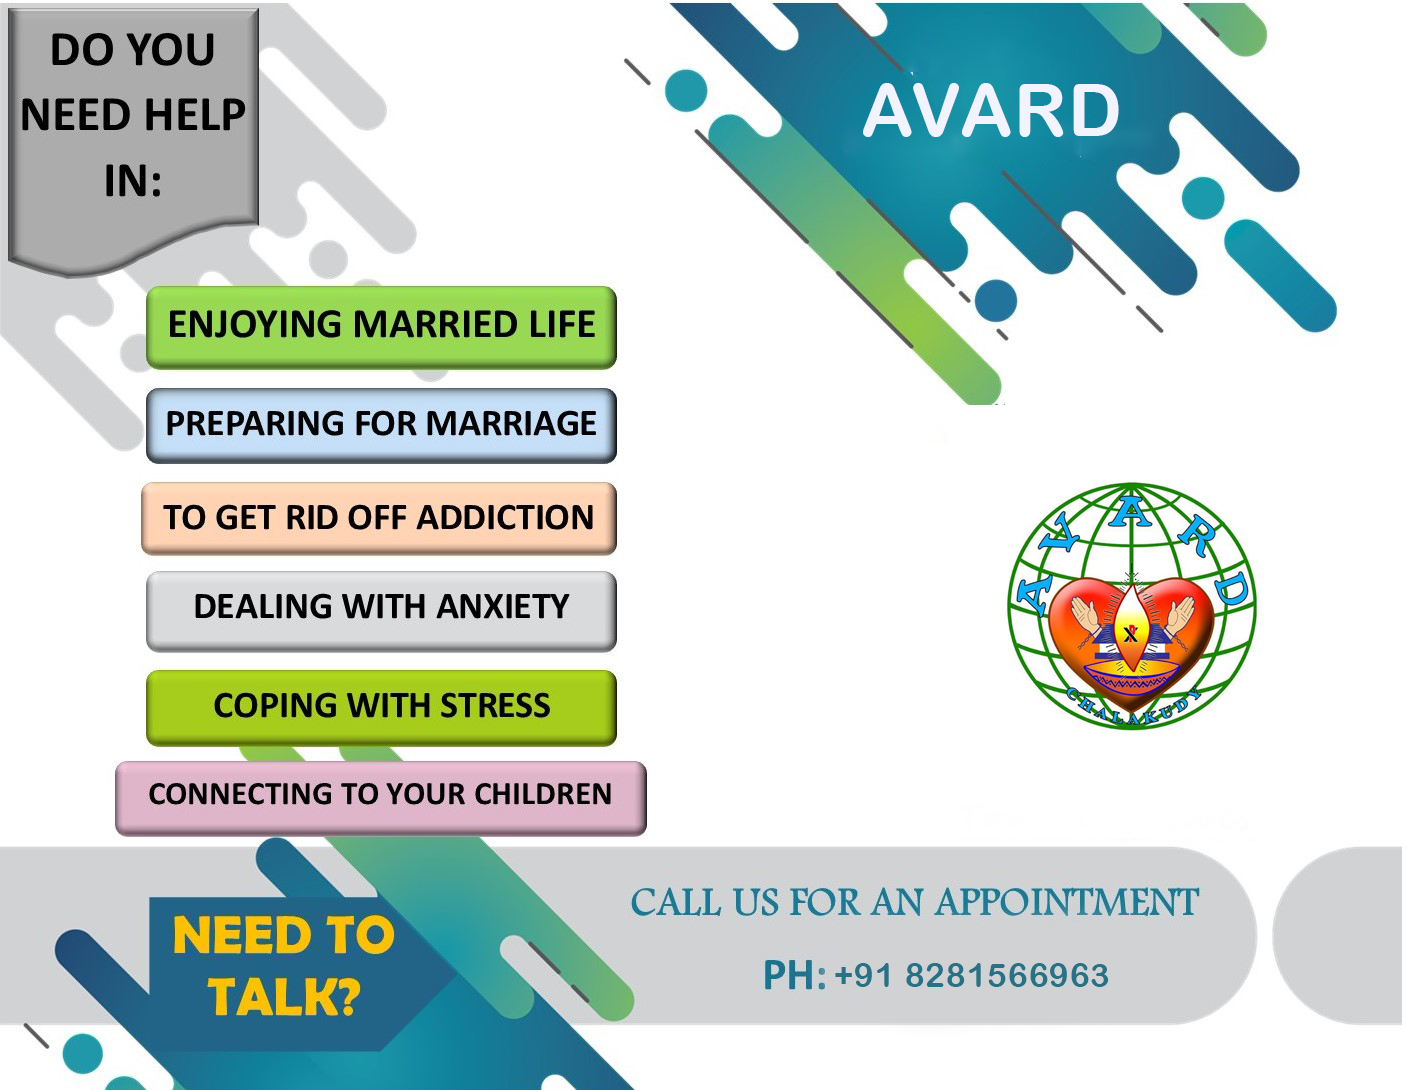 DO YOU
NEED HELP
IN:
AVARD
ENJOYING MARRIED LIFE
PREPARING FOR MARRIAGE
TO GET RID OFF ADDICTION
DEALING WITH ANXIETY
COPING WITH STRESS
CONNECTING TO YOUR CHILDREN
AVARD
X
CHALAKUDY
NEED TO
TALK?
CALL US FOR AN APPOINTMENT
PH: +91 8281566963